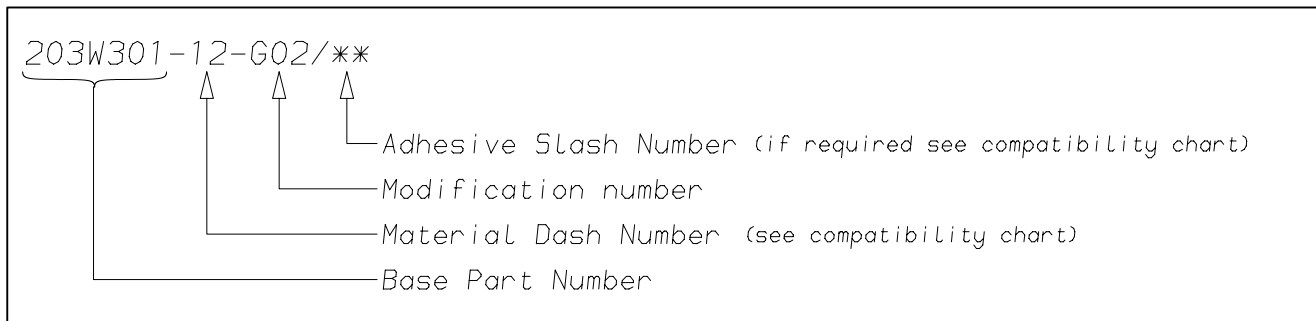 203W301-12-G02/**
Adhesive Slash Number (if required see compatibility chart)
Modification number
Material Dash Number (see compatibility chart)
Base Part Number